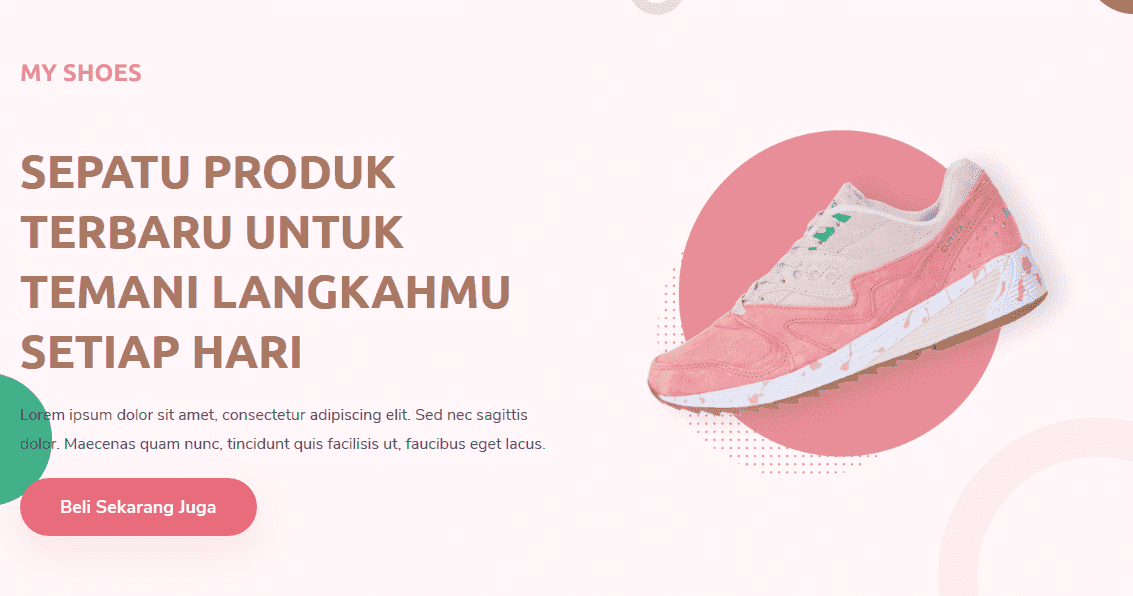 MY SHOES
SEPATU PRODUK
TERBARU UNTUK
TEMANI LANGKAHMU
SETIAP HARI
Lorem ipsum dolor sit amet, consectetur adipiscing elit. Sed nec sagittis
dolor. Maecenas quam nunc, tincidunt quis facilisis ut, faucibus eget lacus.
Beli Sekarang Juga